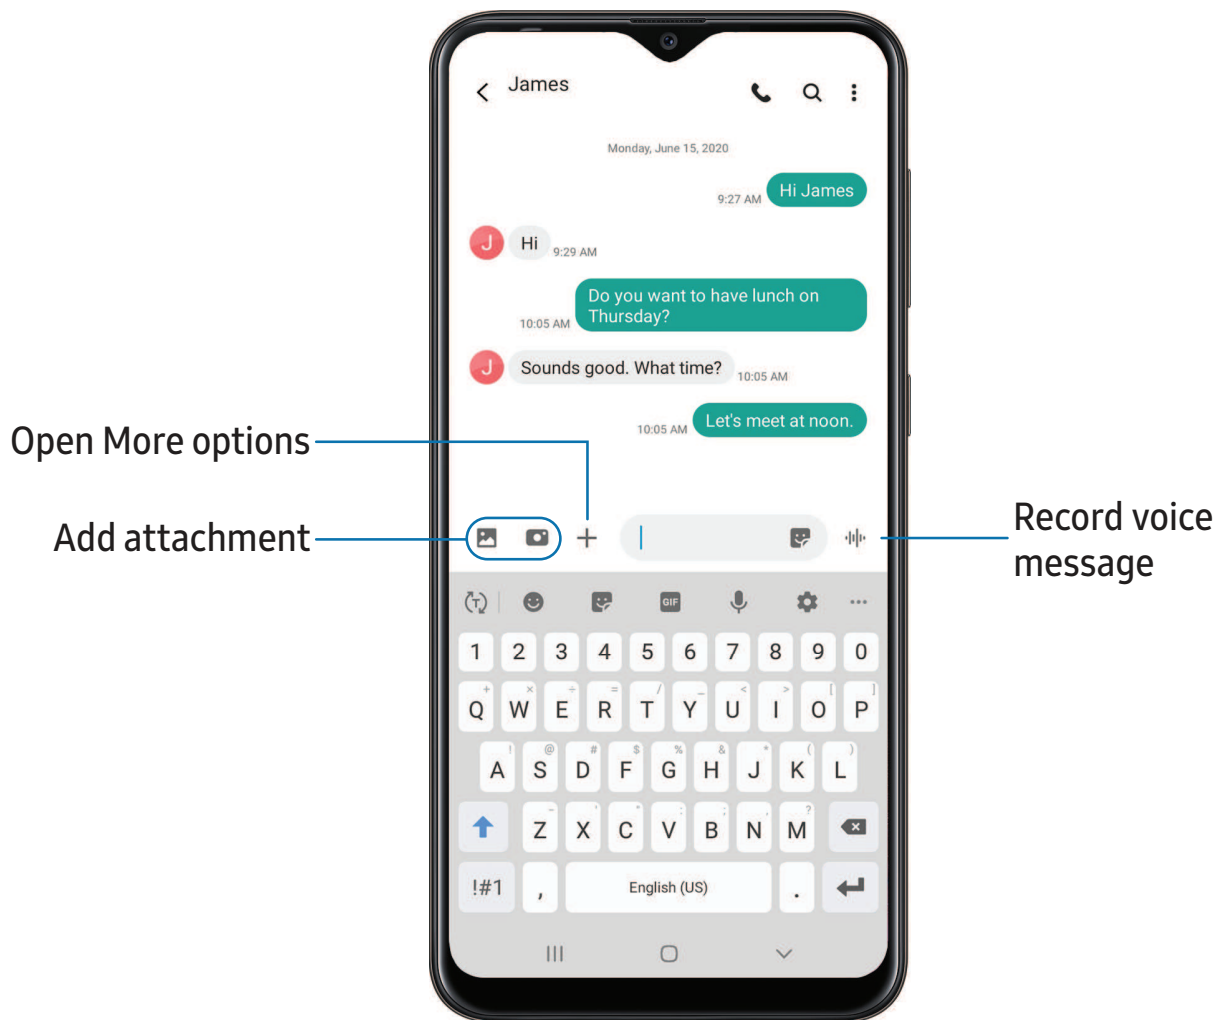 James
Monday, June 15, 2020
9:27 AM Hi James
J Hi 9:29 AM
Do you want to have lunch on
10:05 AM Thursday?
J Sounds good. What time? 10:05 AM
10:05 AM Let's meet at noon.
Open More options
Add attachment
Record voice
message
T GIF
1 2 3 4 5 6 7 8 9 0
+ × ÷ = / _ < > [ ]
Q W E R T Y U I O P
! @ # $ % & * ( )
A S D F G H J K L
- ' " : ; , ?
Z X C V B N M
!#1 , English (US) .